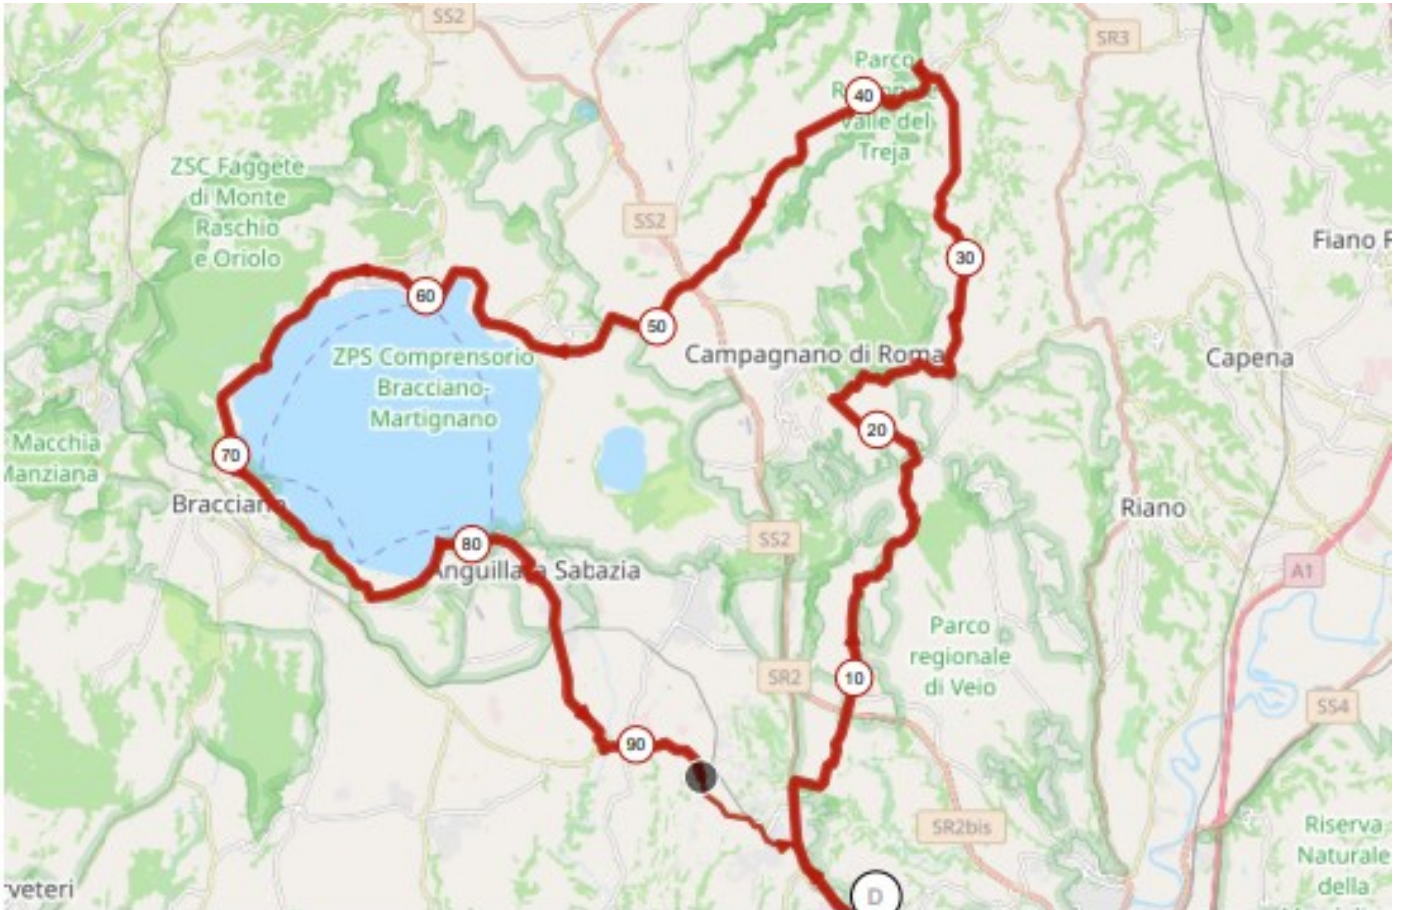 SS2
SR3
Parco
40
Valle del
Treja
ZSC Faggete
di Monte
Raschio
e Oriolo
SS2
Fiano
30
60
50
ZPS Comprensorio
Bracciano-
Martignano
Campagnano di Roma
Capena
20
Macchia
Manziana
70
Bracciano
Riano
SS2
80
Anguillara Sabazia
A1
Parco
regionale
di Veio
SR2
10
SS4
90
SR2bis
Riserva
Naturale
della
rveteri
D